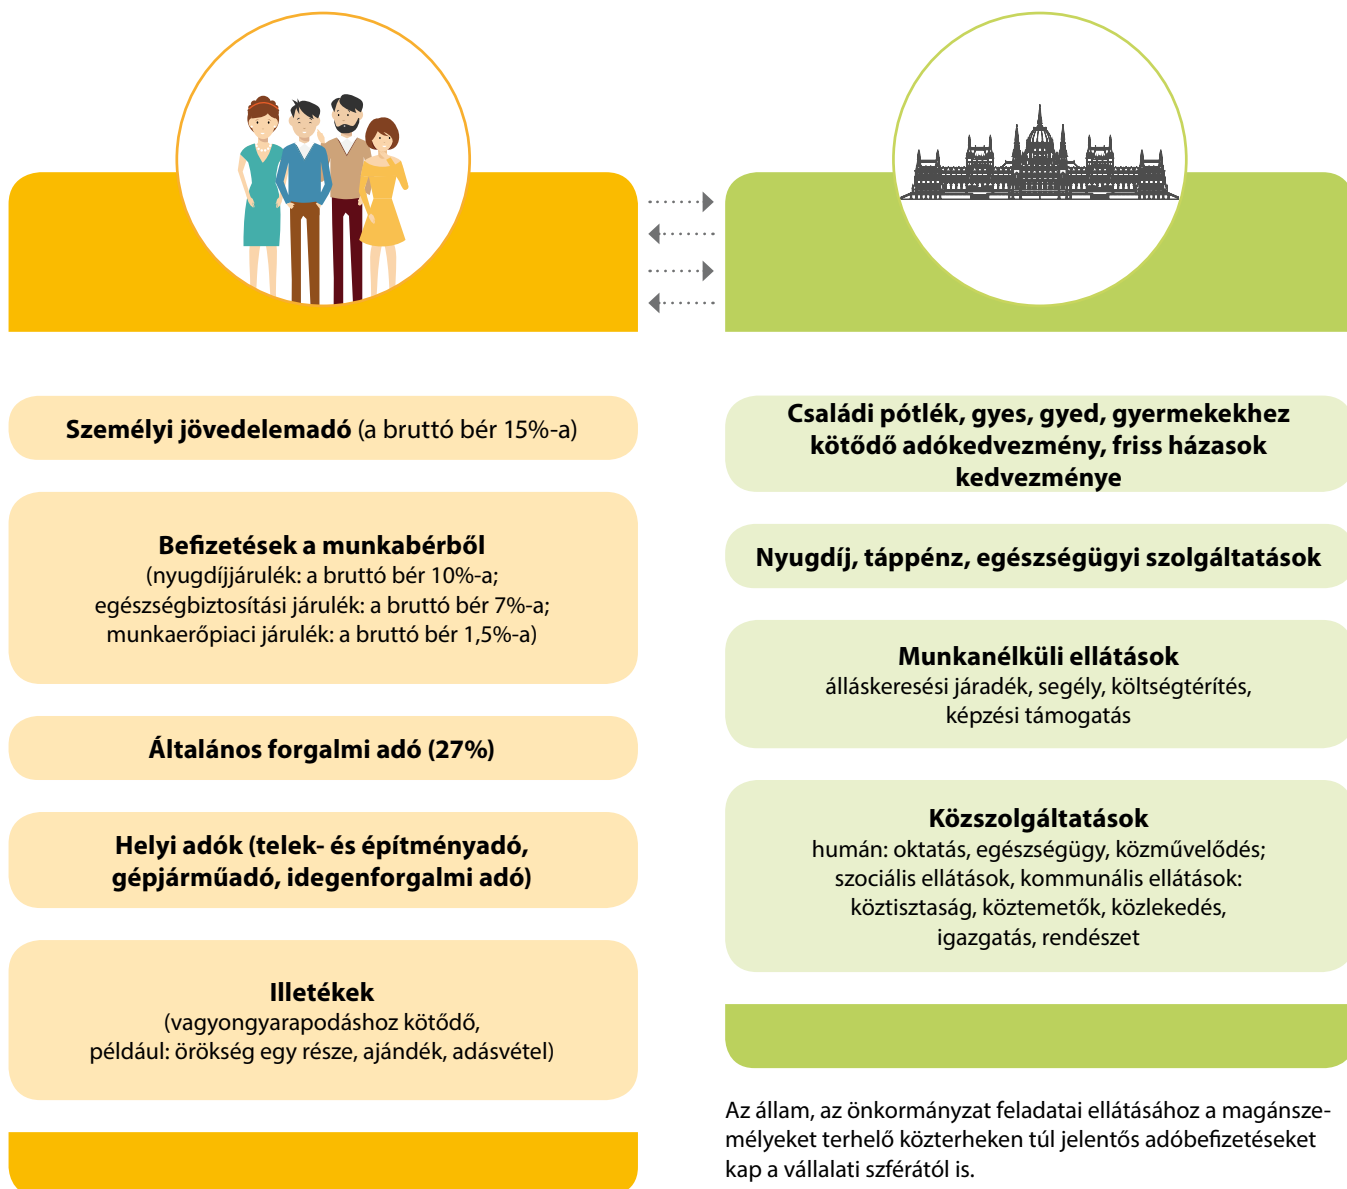 Személyi jövedelemadó (a bruttó bér 15%-a)
Befizetések a munkabérből
(nyugdíjjárulék: a bruttó bér 10%-a;
egészségbiztosítási járulék: a bruttó bér 7%-a;
munkaerőpiaci járulék: a bruttó bér 1,5%-a)
Általános forgalmi adó (27%)
Helyi adók (telek- és építményadó,
gépjárműadó, idegenforgalmi adó)
Illetékek
(vagyongyarapodáshoz kötődő,
például: örökség egy része, ajándék, adásvétel)
Családi pótlék, gyes, gyed, gyermekekhez
kötődő adókedvezmény, friss házasok
kedvezménye
Nyugdíj, táppénz, egészségügyi szolgáltatások
Munkanélküli ellátások
álláskeresési járadék, segély, költségtérítés,
képzési támogatás
Közszolgáltatások
humán: oktatás, egészségügy, közművelődés;
szociális ellátások, kommunális ellátások:
köztisztaság, köztemetők, közlekedés,
igazgatás, rendészet
Az állam, az önkormányzat feladatai ellátásához a magánsze-
mélyeket terhelő közterheken túl jelentős adóbefizetéseket
kap a vállalati szférától is.